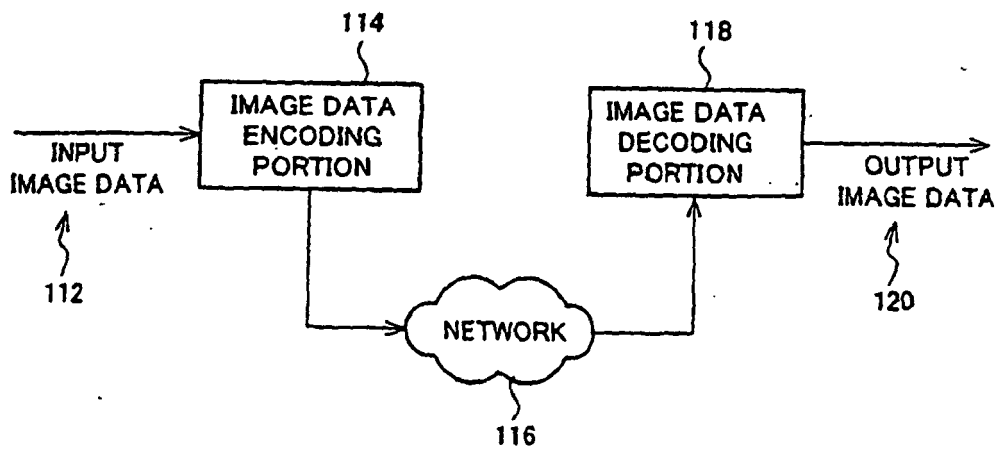 114
118
IMAGE DATA
ENCODING
PORTION
IMAGE DATA
DECODING
PORTION
INPUT
IMAGE DATA
OUTPUT
IMAGE DATA
112
120
NETWORK
116